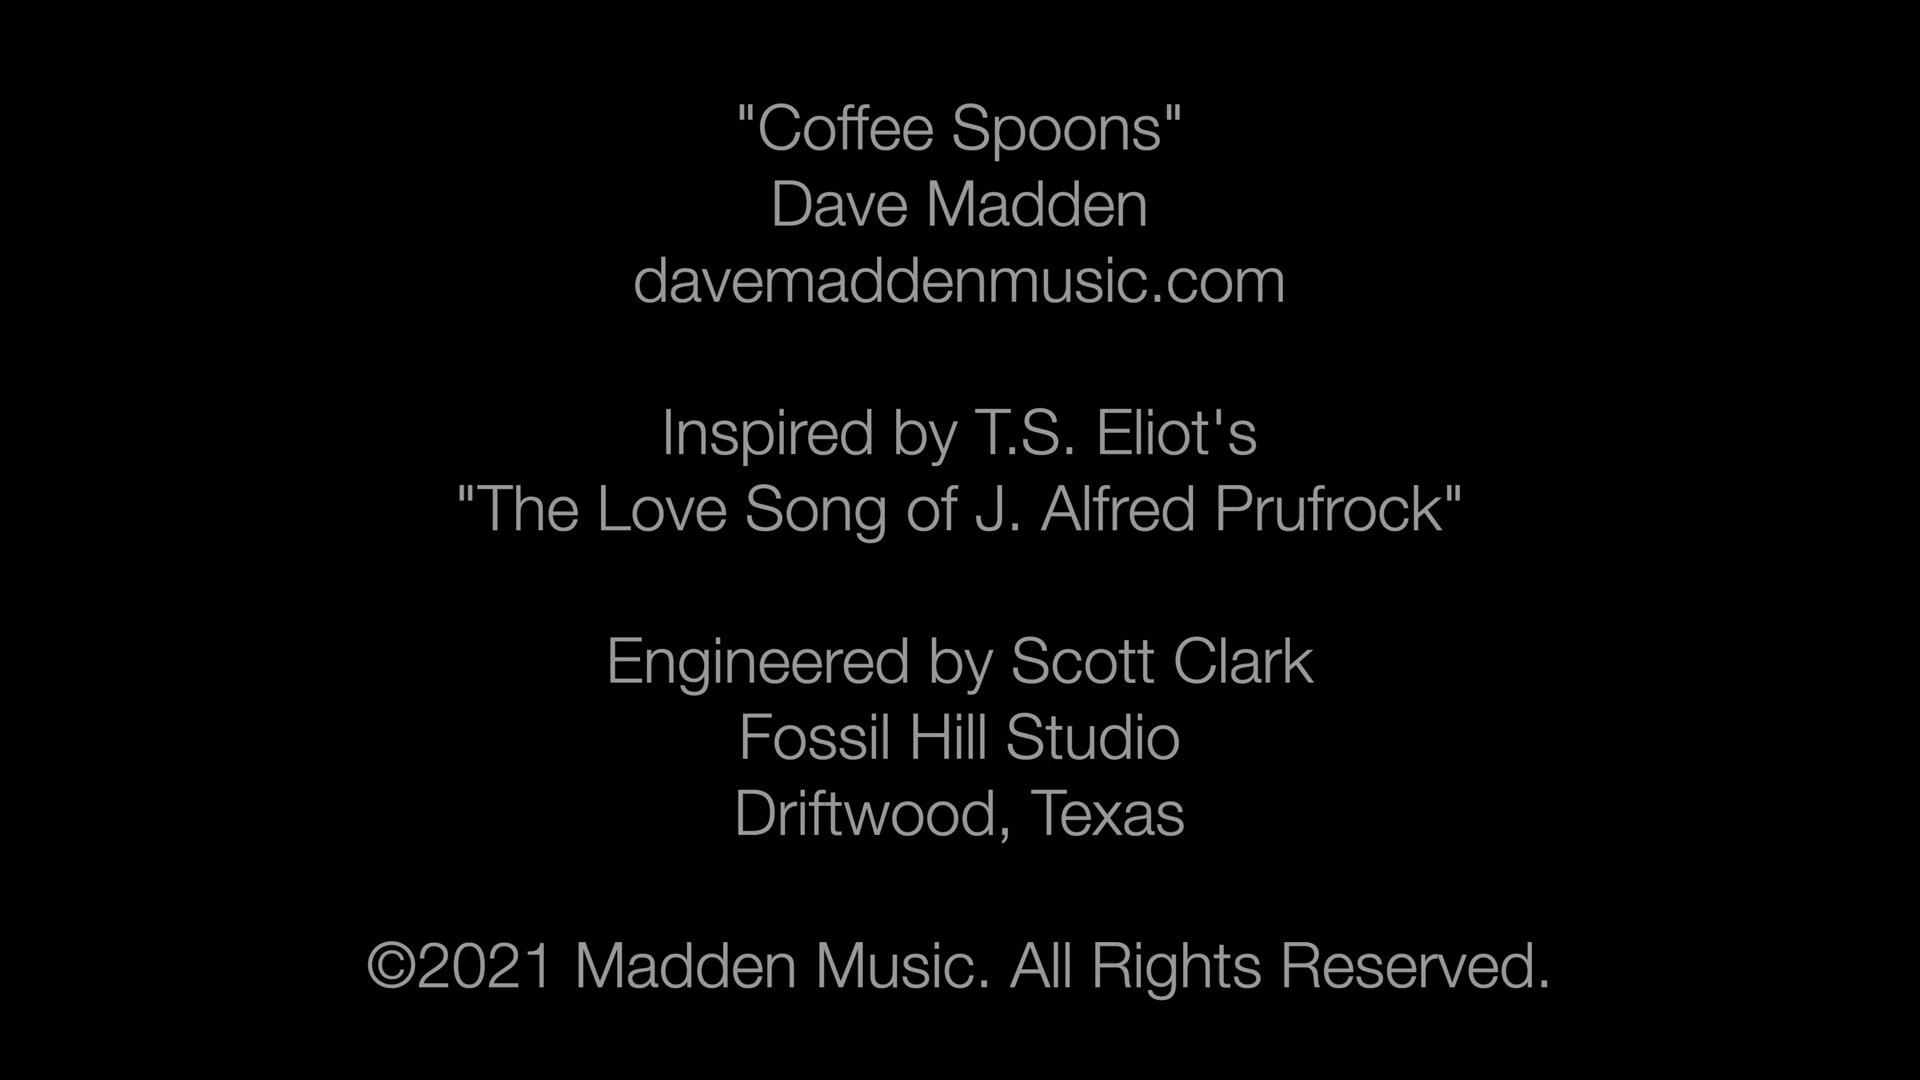 "Coffee Spoons"
Dave Madden
davemaddenmusic.com
Inspired by T.S. Eliot's
"The Love Song of J. Alfred Prufrock"
Engineered by Scott Clark
Fossil Hill Studio
Driftwood, Texas
©2021 Madden Music. All Rights Reserved.